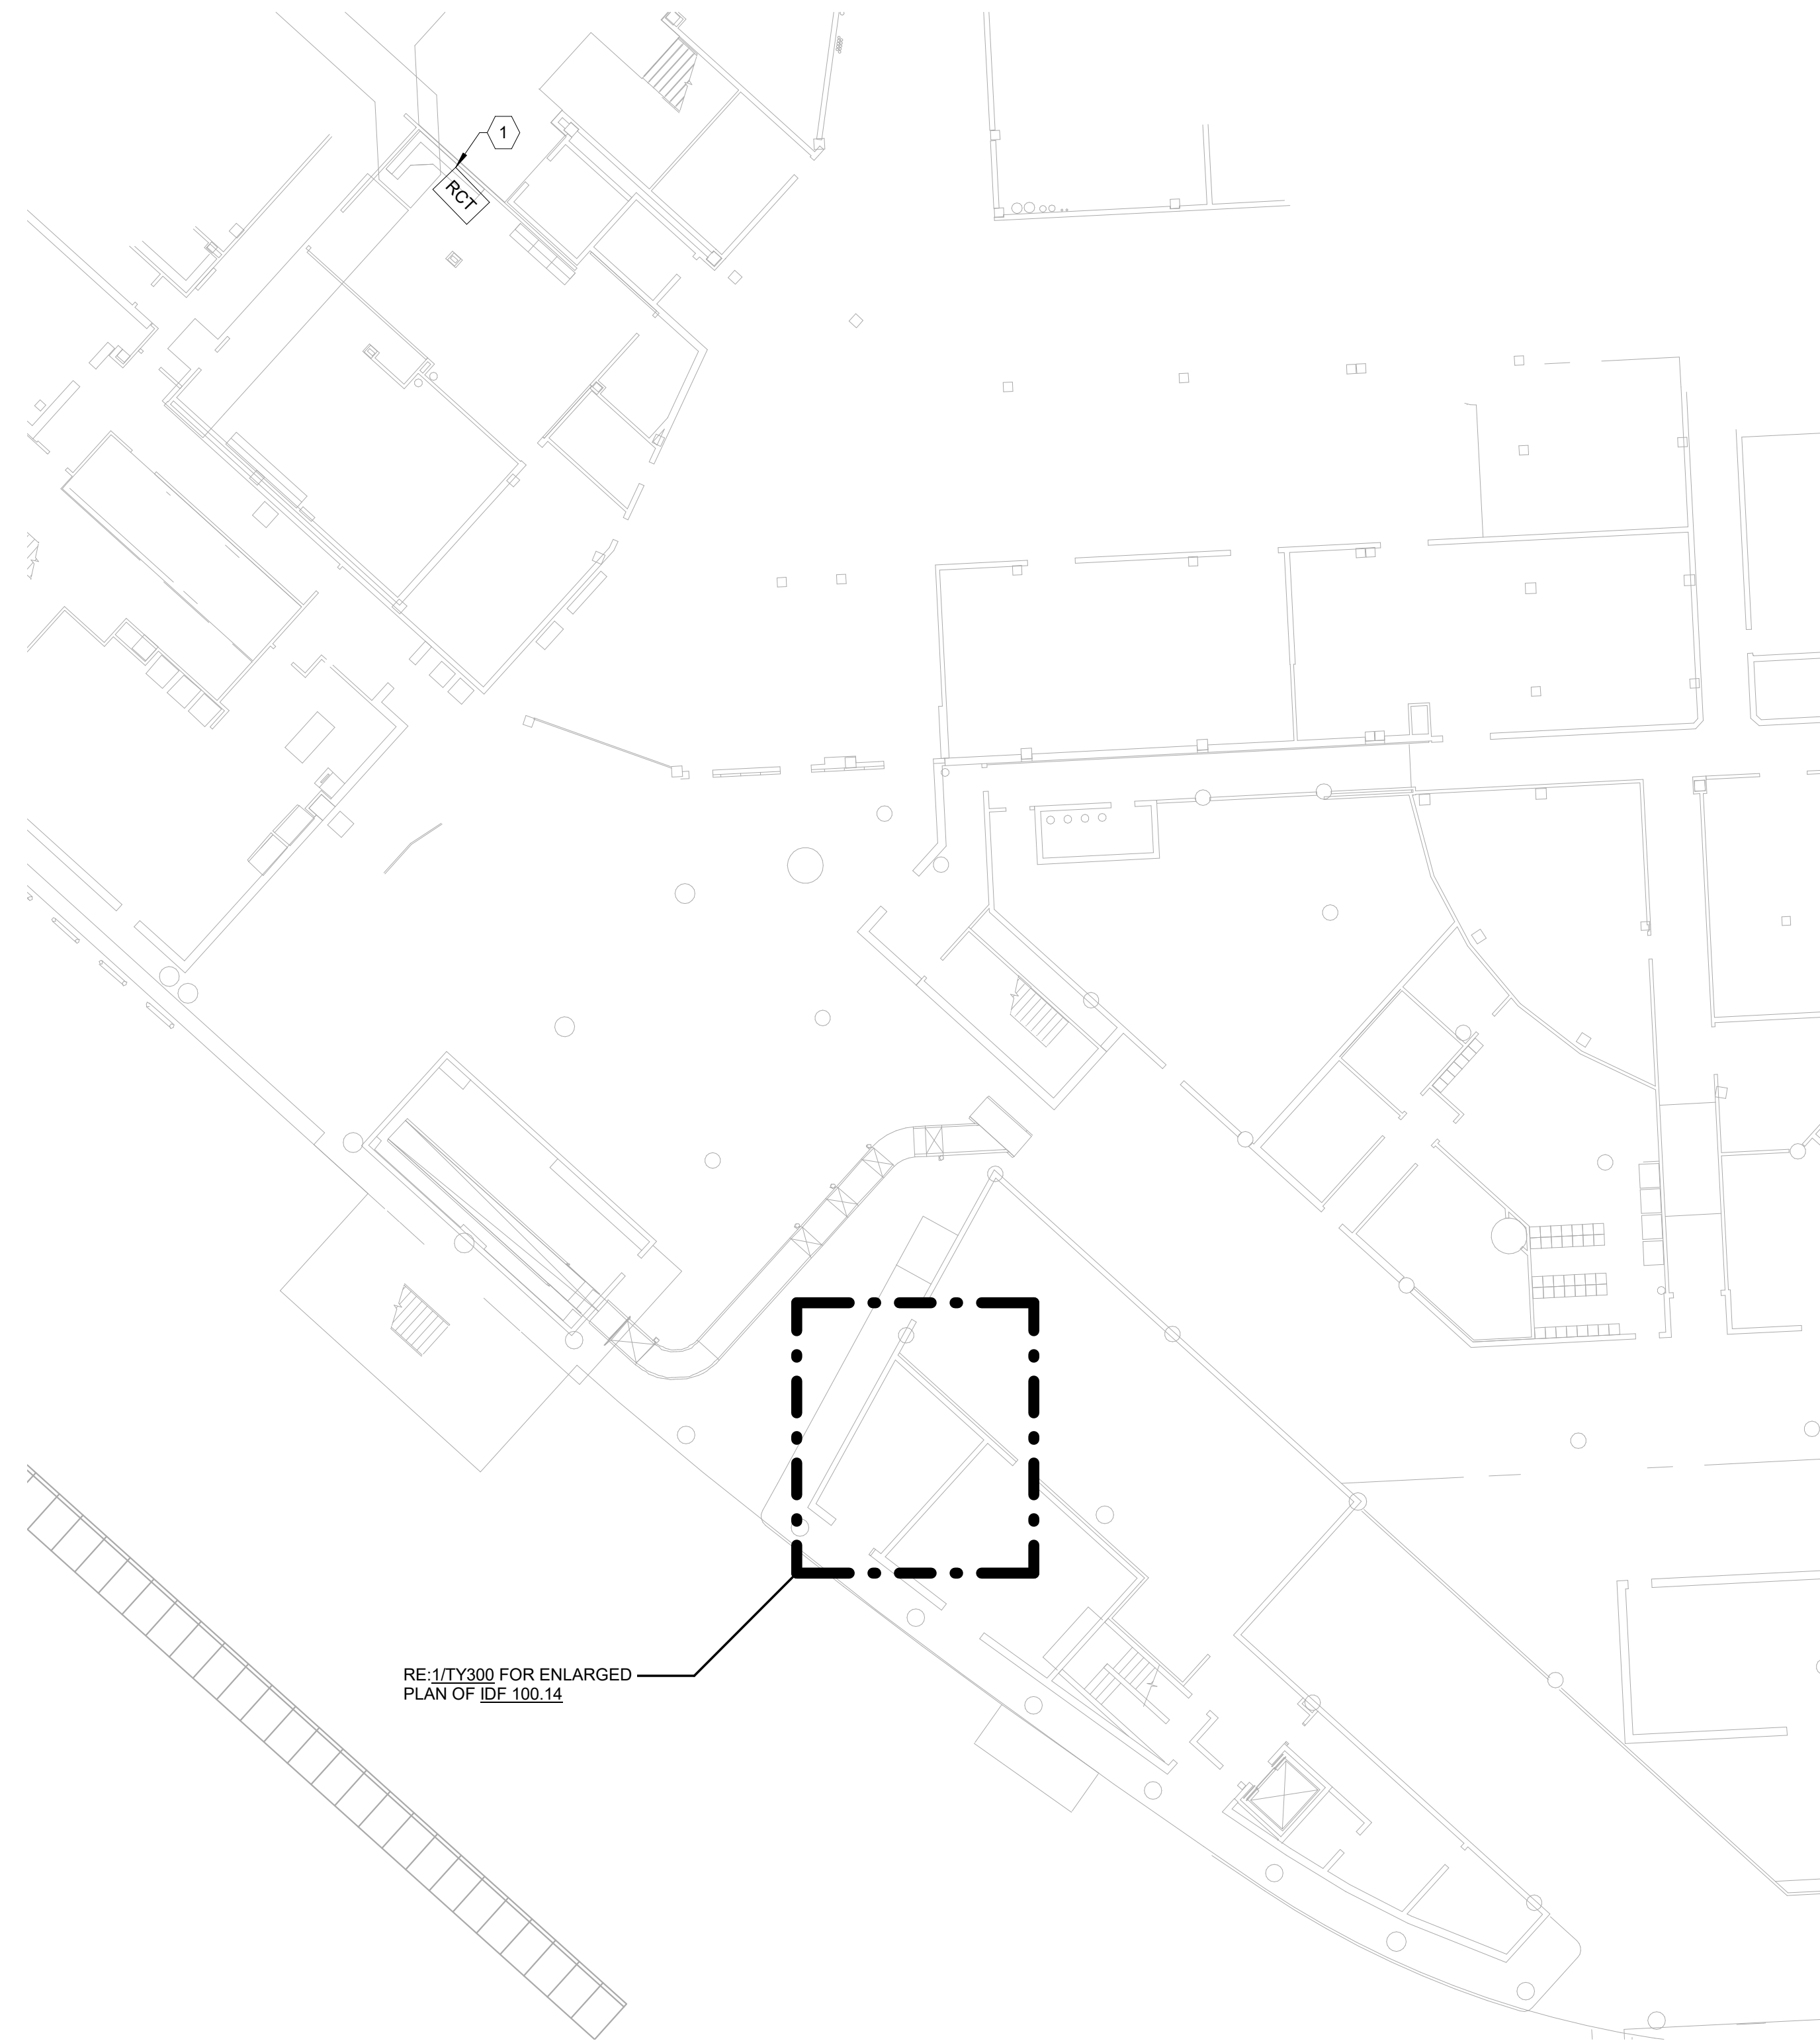 1
RCT
RE:1/TY300 FOR ENLARGED
PLAN OF IDF 100.14